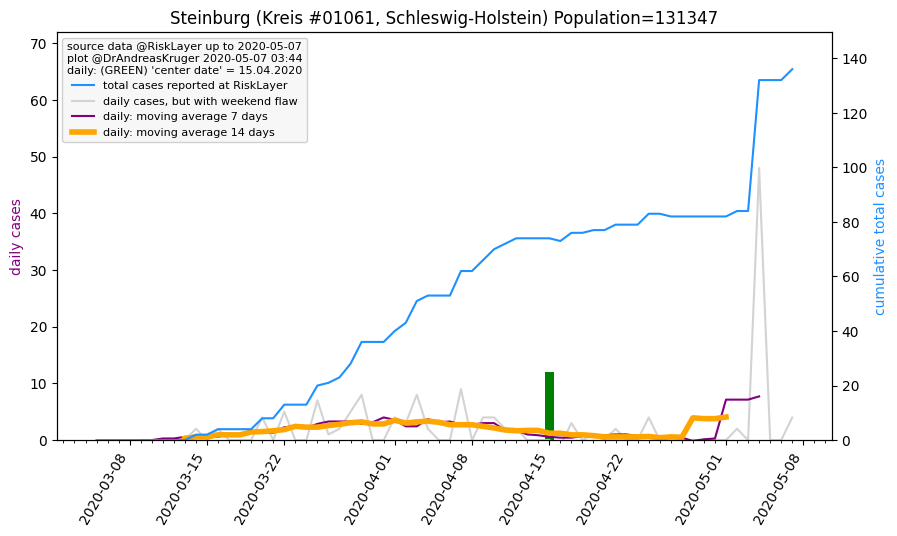 Steinburg (Kreis #01061, Schleswig-Holstein) Population=131347
source data @RiskLayer up to 2020-05-07
plot @DrAndreasKruger 2020-05-07 03:44
daily: (GREEN) 'center date' = 15.04.2020
total cases reported at RiskLayer
daily cases, but with weekend flaw
daily: moving average 7 days
daily: moving average 14 days
daily cases
70
60
50
40
30
20
10
0
cumulative total cases
140
120
100
80
60
40
20
0
2020-03-08
2020-03-15
2020-03-22
2020-04-01
2020-04-08
2020-04-15
2020-04-22
2020-05-01
2020-05-08